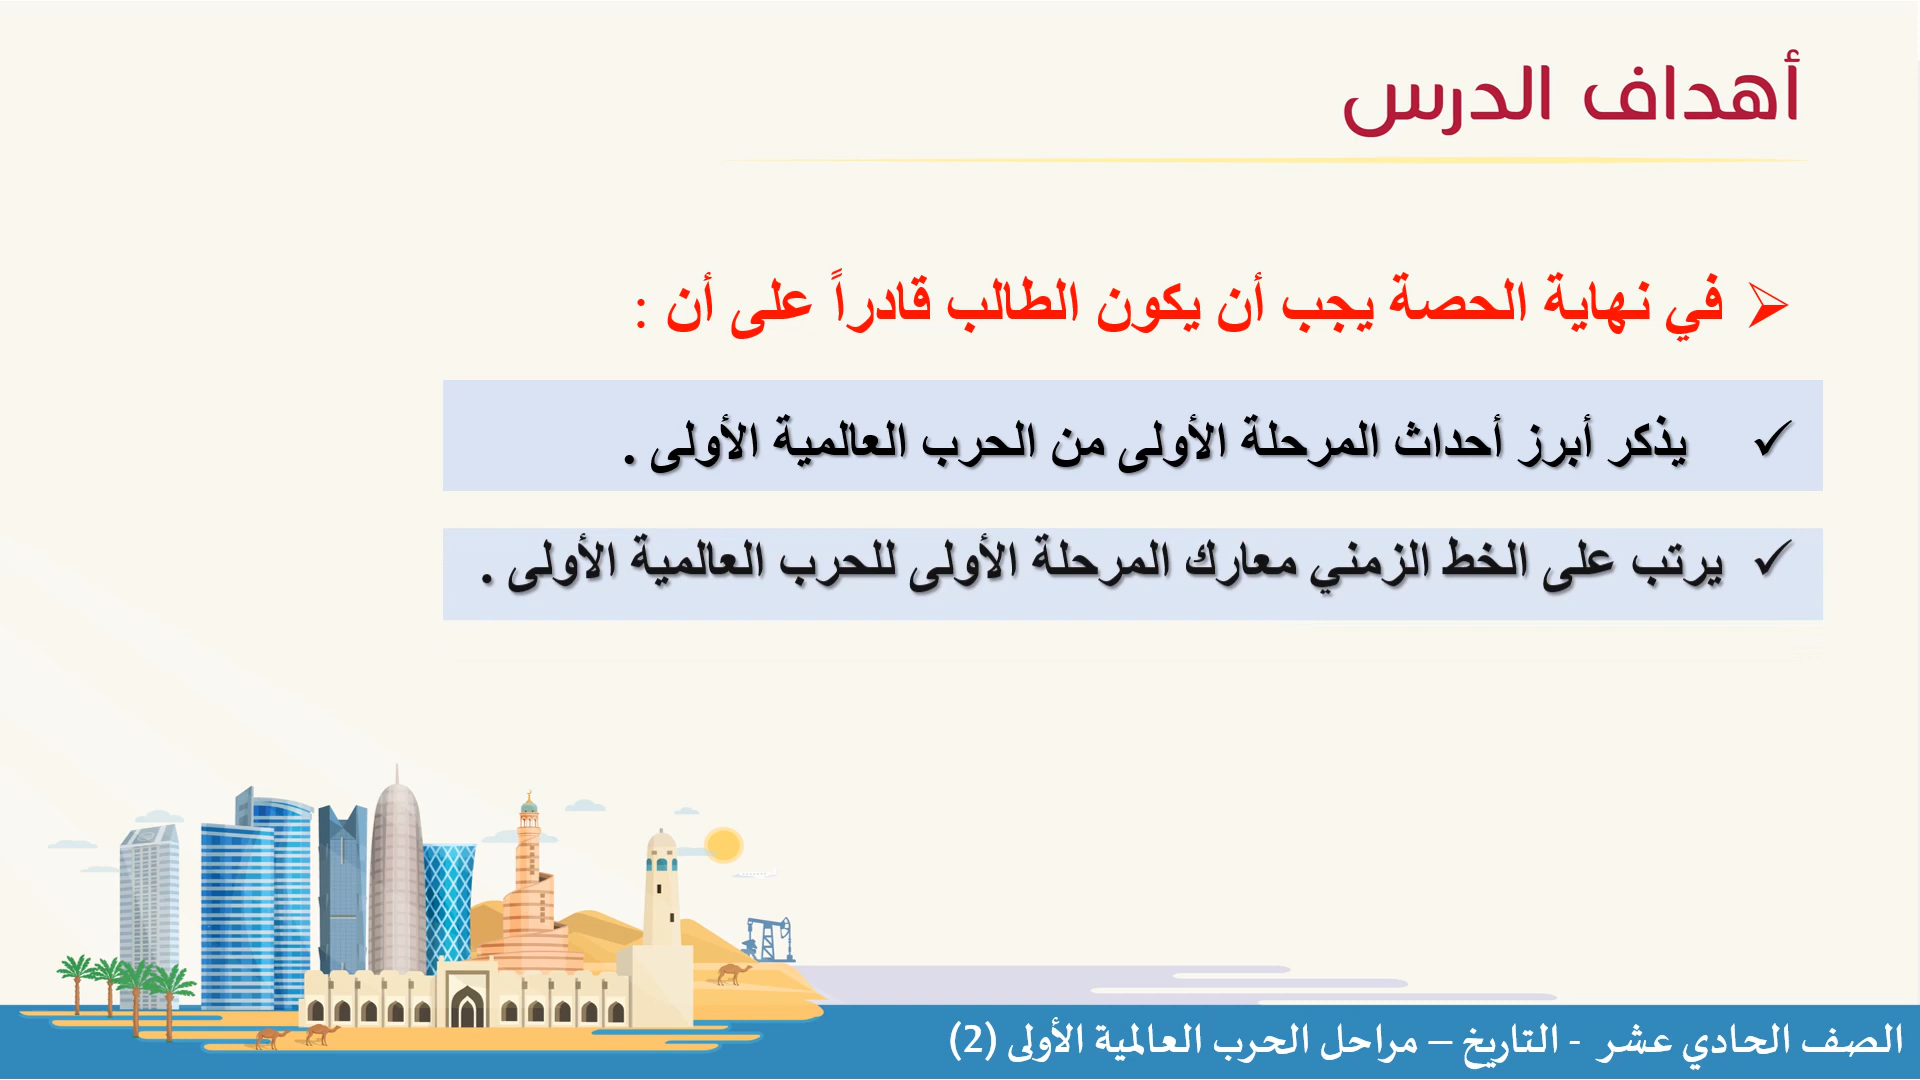 أهداف الدرس
في نهاية الحصة يجب أن يكون الطالب قادراً على أن :
يذكر أبرز أحداث المرحلة الأولى من الحرب العالمية الأولى .
يرتب على الخط الزمني معارك المرحلة الأولى للحرب العالمية الأولى .
الصف الحادي عشر - التاريخ – مراحل الحرب العالمية الأولى (2)